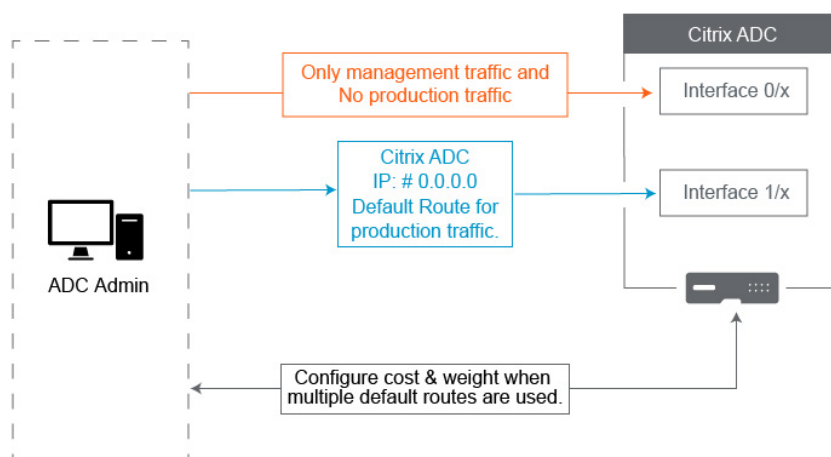 Citrix ADC
Only management traffic and
No production traffic
Interface 0/x
Citrix ADC
IP: # 0.0.0.0
Default Route for
production traffic.
Interface 1/x
ADC Admin
Configure cost & weight when
multiple default routes are used.